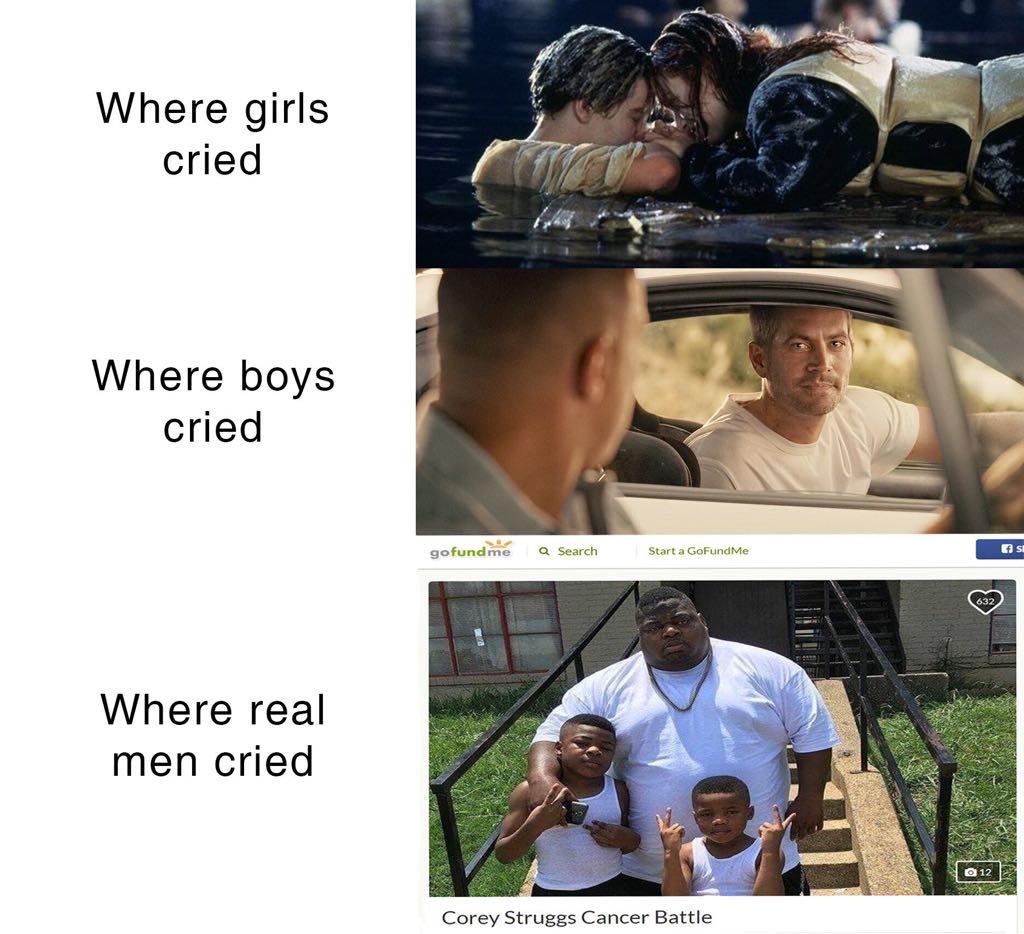 Where girls
cried
Where boys
cried
gofundme Search Start a GoFundMe
632
Where real
men cried
12
Corey Struggs Cancer Battle